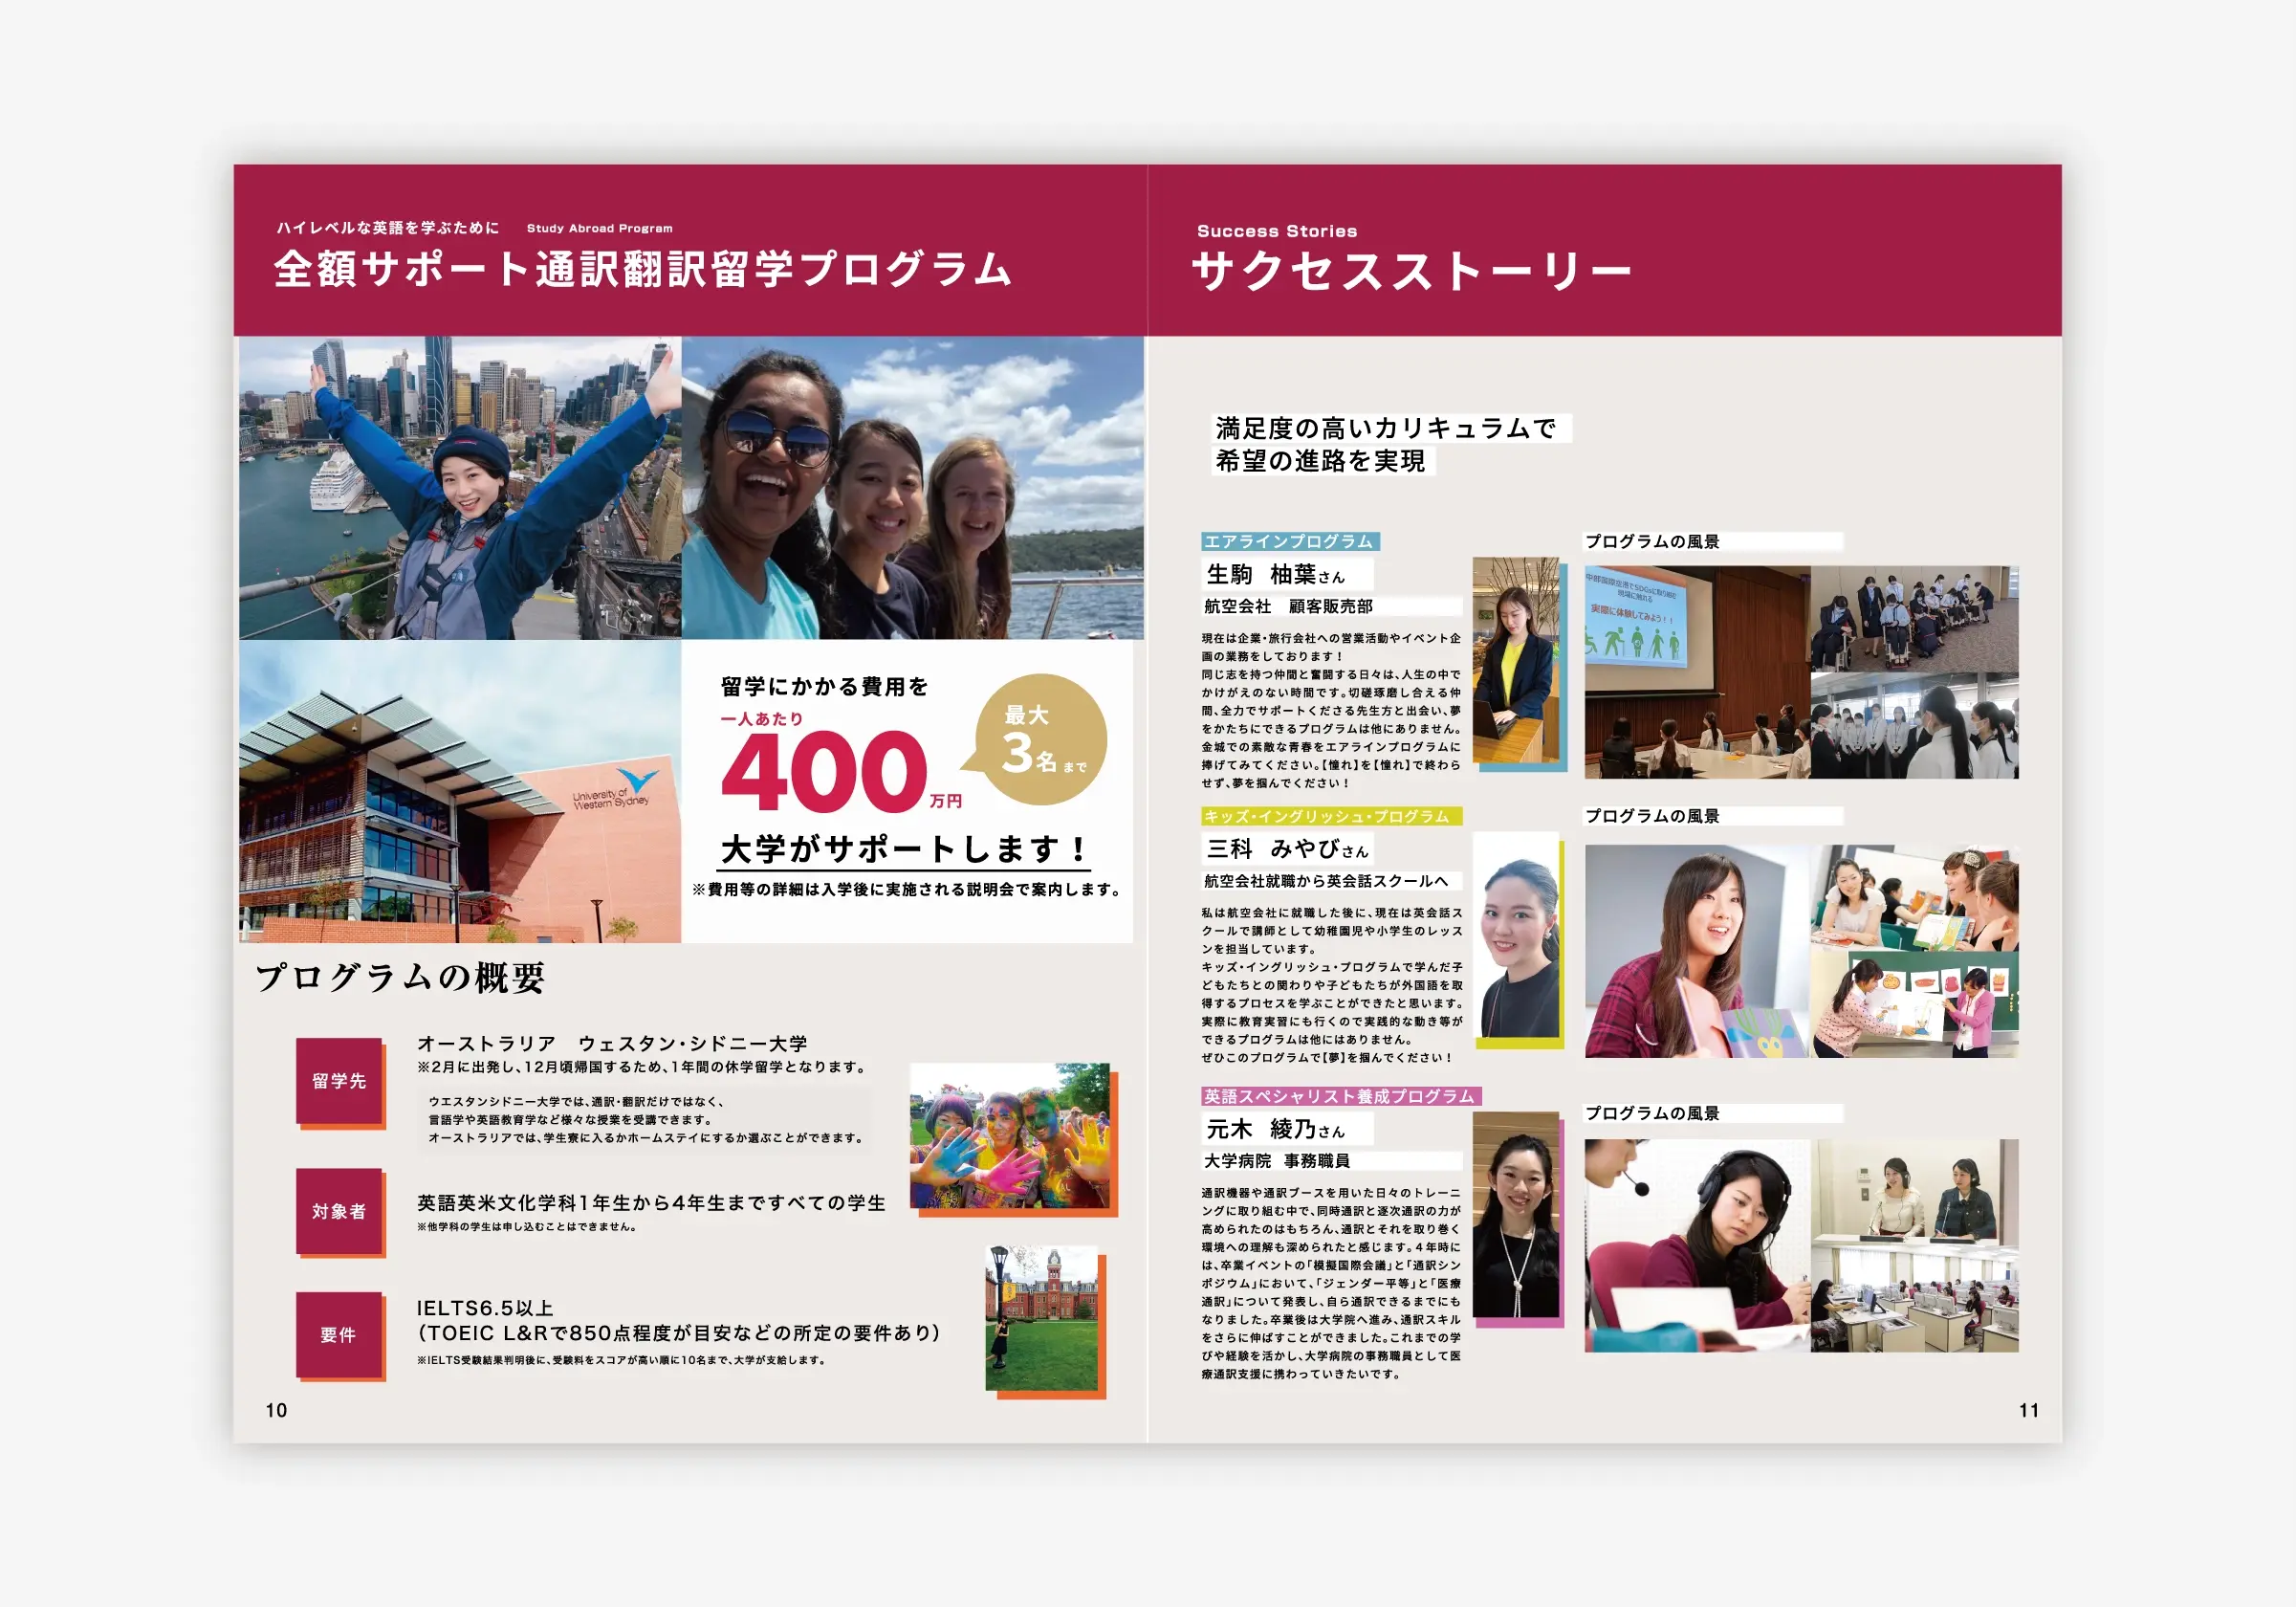 ハイレベルな英語を学ぶために Study Abroad Program
全額サポート通訳翻訳留学プログラム
University of
Western Sydney
留学にかかる費用を
一人あたり
400万円
最大
3名まで
大学がサポートします！
※費用等の詳細は入学後に実施される説明会で案内します。
プログラムの概要
留学先
オーストラリア　ウェスタン・シドニー大学
※2月に出発し、12月頃帰国するため、1年間の休学留学となります。
ウエスタンシドニー大学では、通訳・翻訳だけではなく、
言語学や英語教育学など様々な授業を受講できます。
オーストラリアでは、学生寮に入るかホームステイにするか選ぶことができます。
対象者
英語英米文化学科1年生から4年生まですべての学生
※他学科の学生は申し込むことはできません。
要件
IELTS6.5以上
（TOEIC L&Rで850点程度が目安などの所定の要件あり）
※IELTS受験結果判明後に、受験料をスコアが高い順に10名まで、大学が支給します。
10
Success Stories
サクセスストーリー
満足度の高いカリキュラムで
希望の進路を実現
エアラインプログラム
生駒　柚葉さん
航空会社　顧客販売部
現在は企業・旅行会社への営業活動やイベント企
画の業務をしております！
同じ志を持つ仲間と奮闘する日々は、人生の中で
かけがえのない時間です。切磋琢磨し合える仲
間、全力でサポートくださる先生方と出会い、夢
をかたちにできるプログラムは他にありません。
金城での素敵な青春をエアラインプログラムに
捧げてみてください。【憧れ】を【憧れ】で終わら
せず、夢を掴んでください！
プログラムの風景
中部国際空港でSDGsに取り組む
現場に触れる
実際に体験してみよう！！
キッズ・イングリッシュ・プログラム
三科　みやびさん
航空会社就職から英会話スクールへ
私は航空会社に就職した後に、現在は英会話ス
クールで講師として幼稚園児や小学生のレッス
ンを担当しています。
キッズ・イングリッシュ・プログラムで学んだ子
どもたちとの関わりや子どもたちが外国語を取
得するプロセスを学ぶことができたと思います。
実際に教育実習にも行くので実践的な動き等が
できるプログラムは他にはありません。
ぜひこのプログラムで【夢】を掴んでください！
プログラムの風景
英語スペシャリスト養成プログラム
元木　綾乃さん
大学病院　事務職員
通訳機器や通訳ブースを用いた日々のトレーニ
ングに取り組む中で、同時通訳と逐次通訳の力が
高められたのはもちろん、通訳とそれを取り巻く
環境への理解も深められたと感じます。４年時に
は、卒業イベントの「模擬国際会議」と「通訳シン
ポジウム」において、「ジェンダー平等」と「医療
通訳」について発表し、自ら通訳できるまでにも
なりました。卒業後は大学院へ進み、通訳スキル
をさらに伸ばすことができました。これまでの学
びや経験を活かし、大学病院の事務職員として医
療通訳支援に携わっていきたいです。
プログラムの風景
11